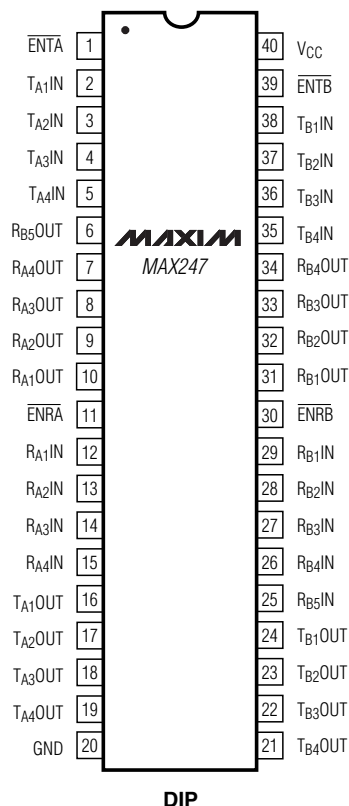 ENTA 1 40 VCC
TA1IN 2 39 ENTB
TA2IN 3 38 TB1IN
TA3IN 4 37 TB2IN
TA4IN 5 36 TB3IN
RB5OUT 6 MAXIM 35 TB4IN
RA4OUT 7 MAX247 34 RB4OUT
RA3OUT 8 33 RB3OUT
RA2OUT 9 32 RB2OUT
RA1OUT 10 31 RB1OUT
ENRA 11 30 ENRB
RA1IN 12 29 RB1IN
RA2IN 13 28 RB2IN
RA3IN 14 27 RB3IN
RA4IN 15 26 RB4IN
TA1OUT 16 25 RB5IN
TA2OUT 17 24 TB1OUT
TA3OUT 18 23 TB2OUT
TA4OUT 19 22 TB3OUT
GND 20 21 TB4OUT
DIP